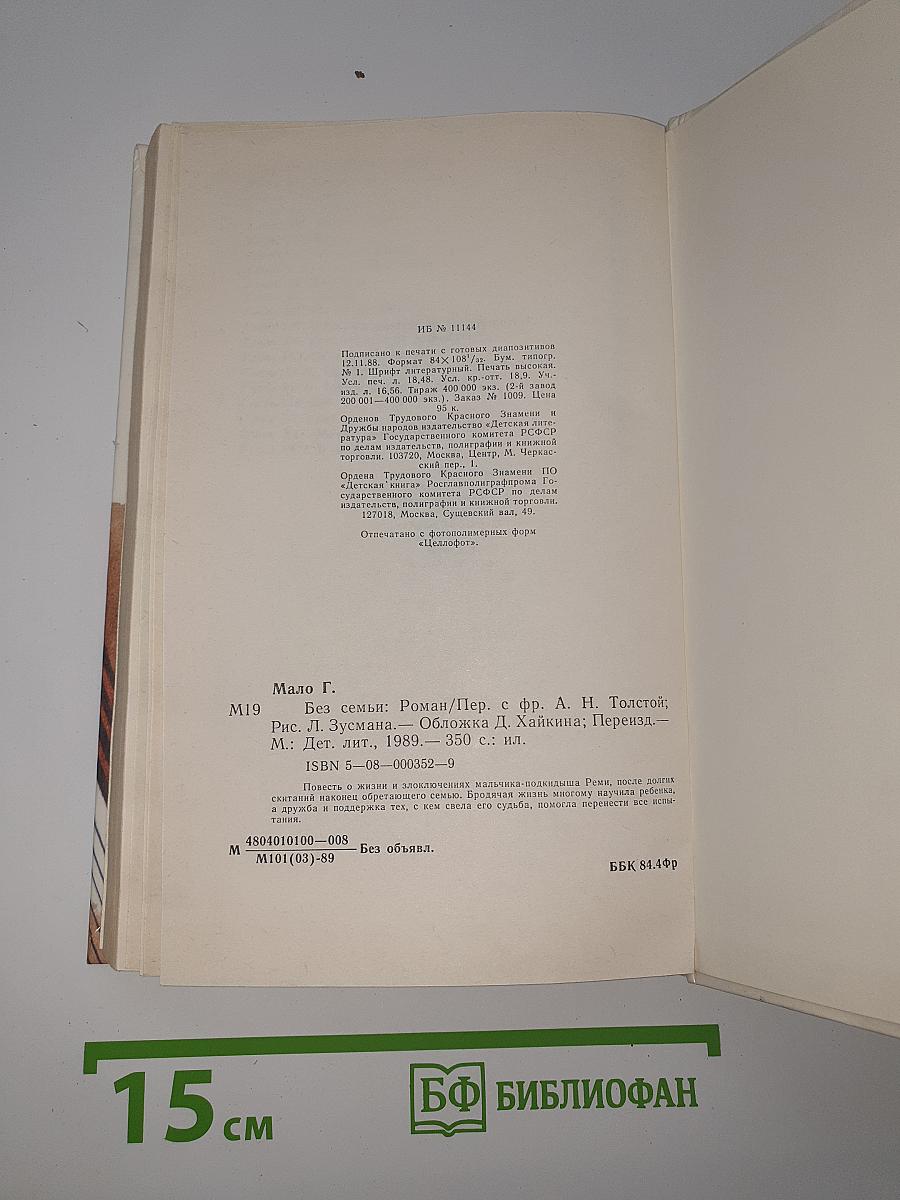 ИБ № 11144
Подписано к печати с готовых диапозитивов
12.11.88. Формат 84×108¹/₃₂. Бум. типогр.
№ 1. Шрифт литературный. Печать высокая.
Усл. печ. л. 18,48. Усл. кр.-отт. 18,9. Уч.-
изд. л. 16,56. Тираж 400 000 экз. (2-й завод
200 001—400 000 экз.). Заказ № 1009. Цена
95 к.
Орденов Трудового Красного Знамени и
Дружбы народов издательство «Детская лите-
ратура» Государственного комитета РСФСР
по делам издательств, полиграфии и книжной
торговли. 103720, Москва, Центр, М. Черкас-
ский пер., 1.
Ордена Трудового Красного Знамени ПО
«Детская книга» Росглавполиграфпрома Го-
сударственного комитета РСФСР по делам
издательств, полиграфии и книжной торговли.
127018, Москва, Сущевский вал, 49.
Отпечатано с фотополимерных форм
«Целлофот».
Мало Г.
М19 Без семьи: Роман/Пер. с фр. А. Н. Толстой;
Рис. Л. Зусмана.— Обложка Д. Хайкина; Переизд.—
М.: Дет. лит., 1989.— 350 с.: ил.
ISBN 5—08—000352—9
Повесть о жизни и злоключениях мальчика-подкидыша Реми, после долгих
скитаний наконец обретающего семью. Бродячая жизнь многому научила ребенка,
а дружба и поддержка тех, с кем свела его судьба, помогла перенести все испы-
тания.
4804010100—008
М Без объявл.
М101(03)-89
ББК 84.4Фр
15 см
БФ БИБЛИОФАН